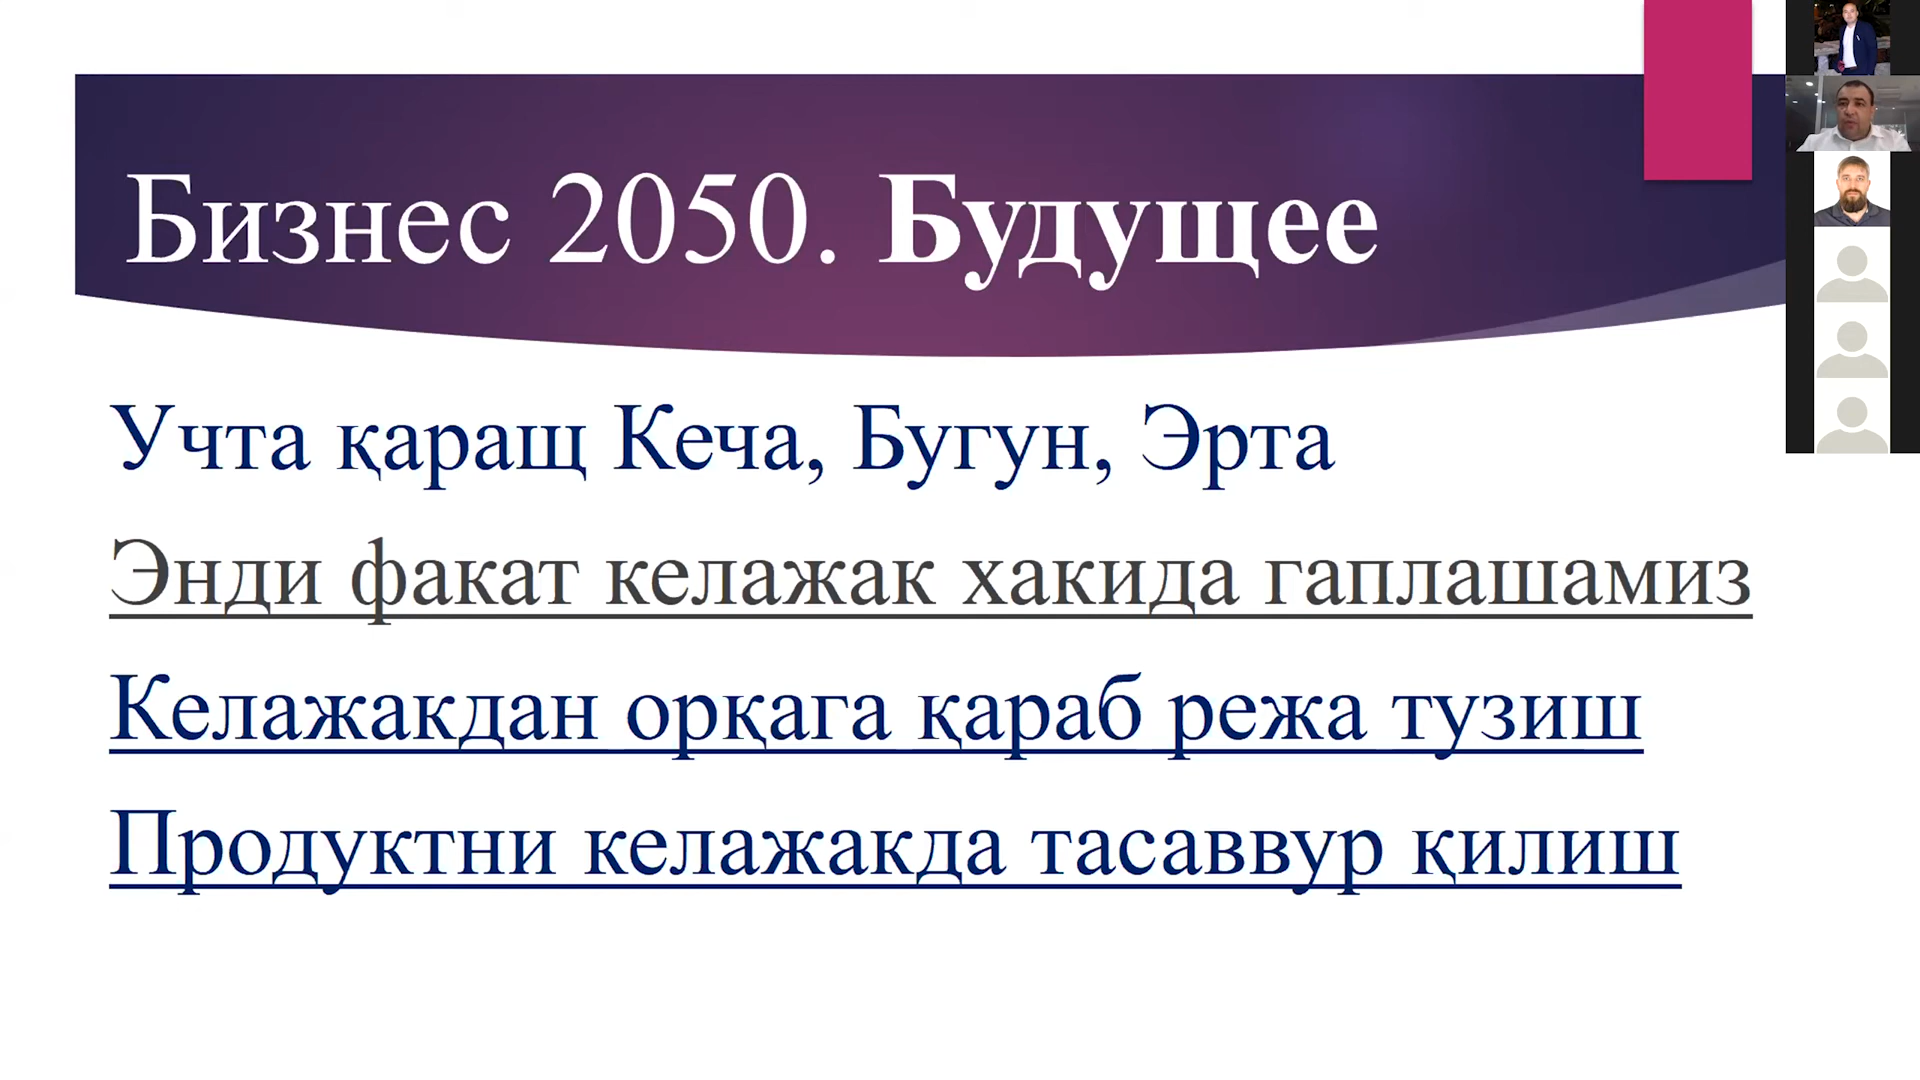 Бизнес 2050. Будущее
Учта қаращ Кеча, Бугун, Эрта
Энди факат келажак хакида гаплашамиз
Келажакдан орқага қараб режа тузиш
Продуктни келажакда тасаввур қилиш